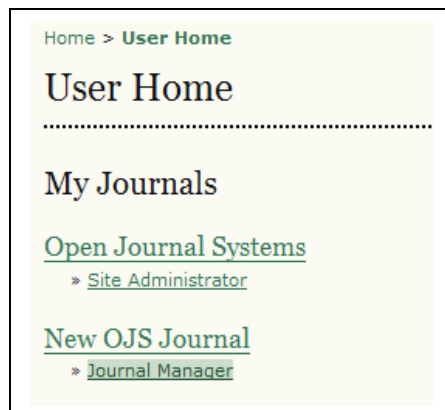 Home > User Home
User Home
My Journals
Open Journal Systems
» Site Administrator
New OJS Journal
» Journal Manager